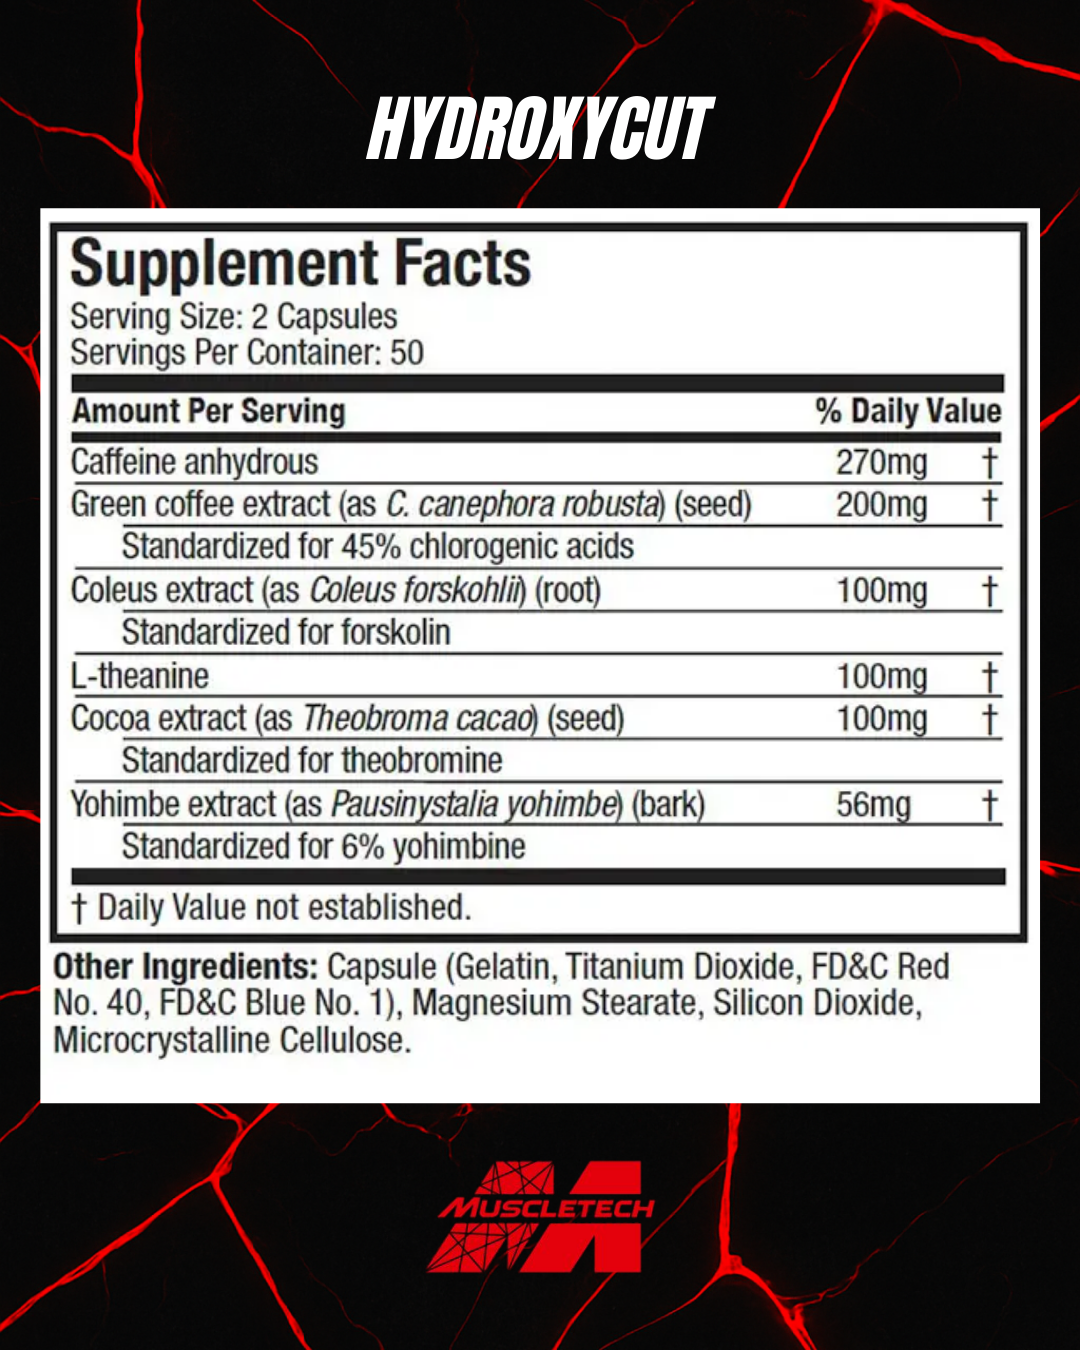 HYDROXYCUT
Supplement Facts
Serving Size: 2 Capsules
Servings Per Container: 50
Amount Per Serving % Daily Value
Caffeine anhydrous 270mg †
Green coffee extract (as C. canephora robusta) (seed) 200mg †
Standardized for 45% chlorogenic acids
Coleus extract (as Coleus forskohlii) (root) 100mg †
Standardized for forskolin
L-theanine 100mg †
Cocoa extract (as Theobroma cacao) (seed) 100mg †
Standardized for theobromine
Yohimbe extract (as Pausinystalia yohimbe) (bark) 56mg †
Standardized for 6% yohimbine
† Daily Value not established.
Other Ingredients: Capsule (Gelatin, Titanium Dioxide, FD&C Red
No. 40, FD&C Blue No. 1), Magnesium Stearate, Silicon Dioxide,
Microcrystalline Cellulose.
MUSCLETECH